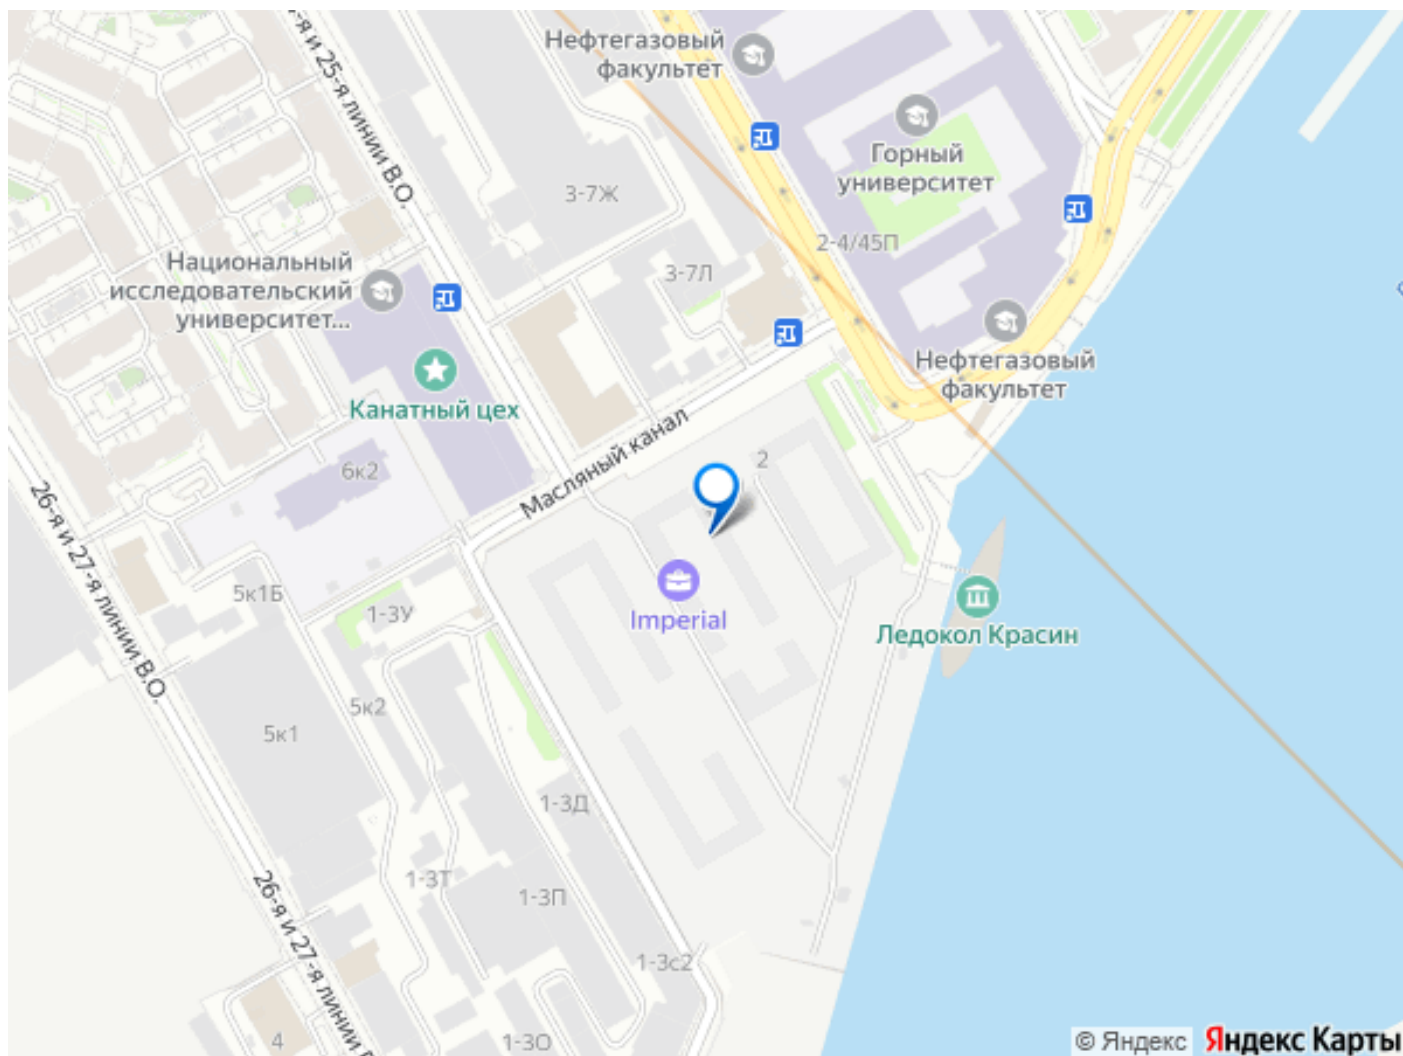 Нефтегазовый
факультет
Горный
университет
2-4/45П
3-7Ж
3-7Л
-я и 25-я линии В.О.
Национальный
исследовательский
университет...
Канатный цех
Нефтегазовый
факультет
Масляный канал
2
6к2
26-я и 27-я линии В.О.
5к1Б
1-3У
Imperial
Ледокол Красин
5к2
5к1
1-3Д
1-3Т
1-3П
26-я и 27-я линии
1-3с2
1-3О
4
© Яндекс Яндекс Карты